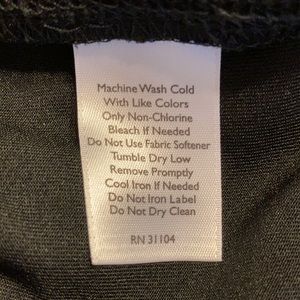 Machine Wash Cold
With Like Colors
Only Non-Chlorine
Bleach If Needed
Do Not Use Fabric Softener
Tumble Dry Low
Remove Promptly
Cool Iron If Needed
Do Not Iron Label
Do Not Dry Clean
RN 31104